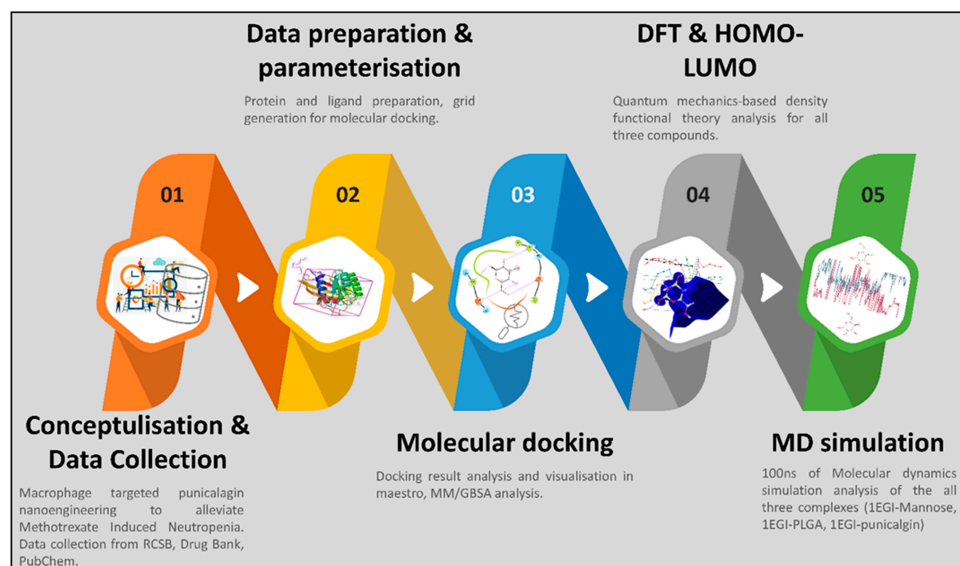 Data preparation &
parameterisation
Protein and ligand preparation, grid
generation for molecular docking.
DFT & HOMO-
LUMO
Quantum mechanics-based density
functional theory analysis for all
three compounds.
01
02
03
04
05
Conceptulisation &
Data Collection
Macrophage targeted punicalagin
nanoengineering to alleviate
Methotrexate Induced Neutropenia.
Data collection from RCSB, Drug Bank,
PubChem.
Molecular docking
Docking result analysis and visualisation in
maestro, MM/GBSA analysis.
MD simulation
100ns of Molecular dynamics
simulation analysis of the all
three complexes (1EGI-Mannose,
1EGI-PLGA, 1EGI-punicalgin)